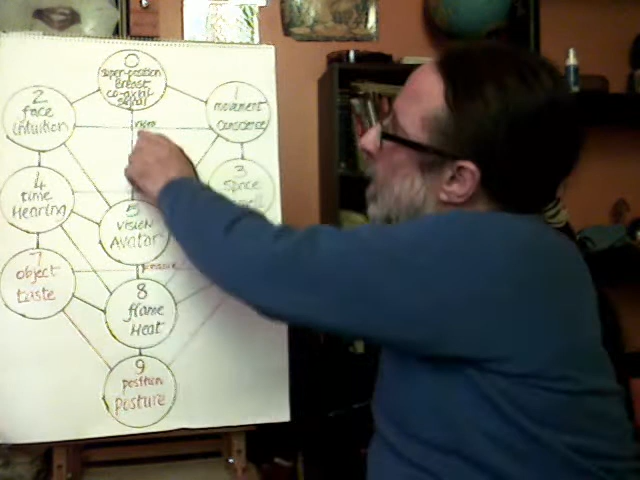 0
super-position
Breast
co-axial
signal
2
face
intuition
1
movement
conscience
4
time
Hearing
3
space
5
vision
Avatar
7
object
taste
8
flame
Heat
9
position
posture